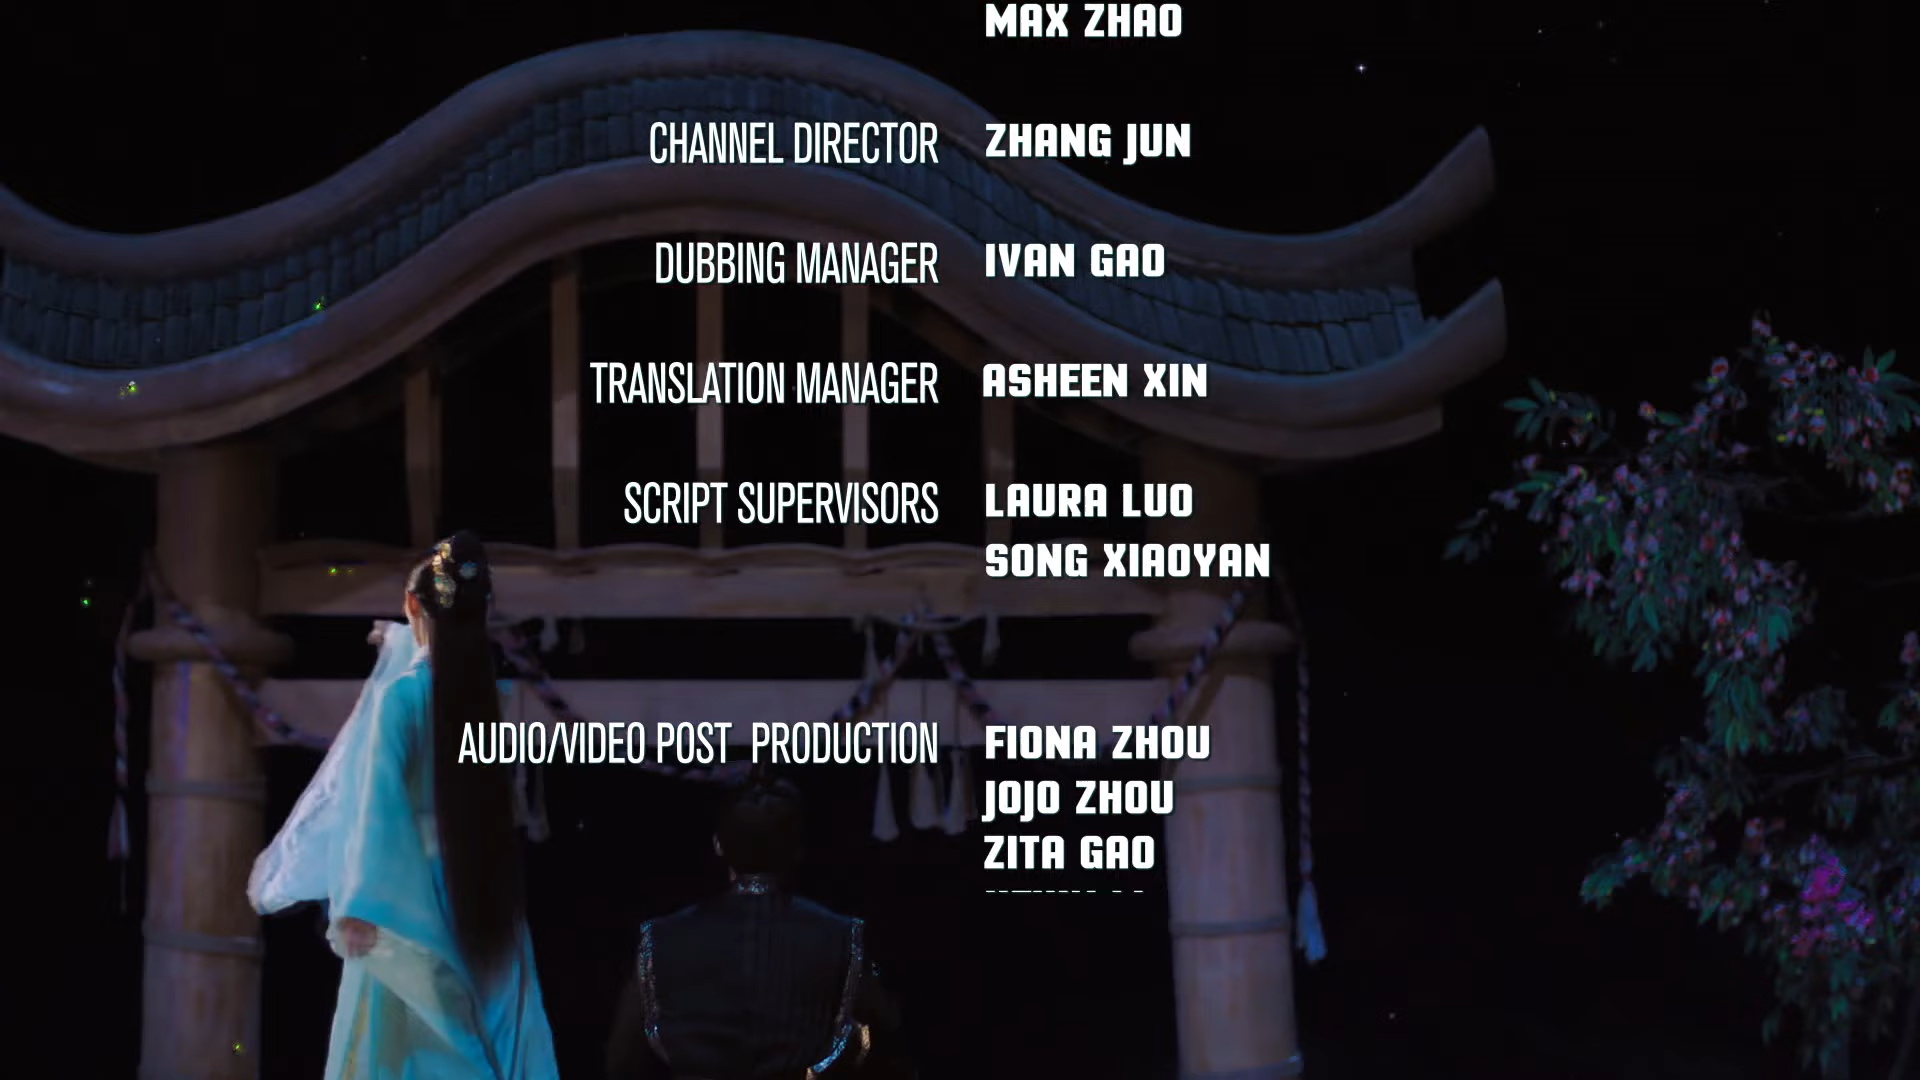 MAX ZHAO
CHANNEL DIRECTOR ZHANG JUN
DUBBING MANAGER IVAN GAO
TRANSLATION MANAGER ASHEEN XIN
SCRIPT SUPERVISORS LAURA LUO
SONG XIAOYAN
AUDIO/VIDEO POST PRODUCTION FIONA ZHOU
JOJO ZHOU
ZITA GAO